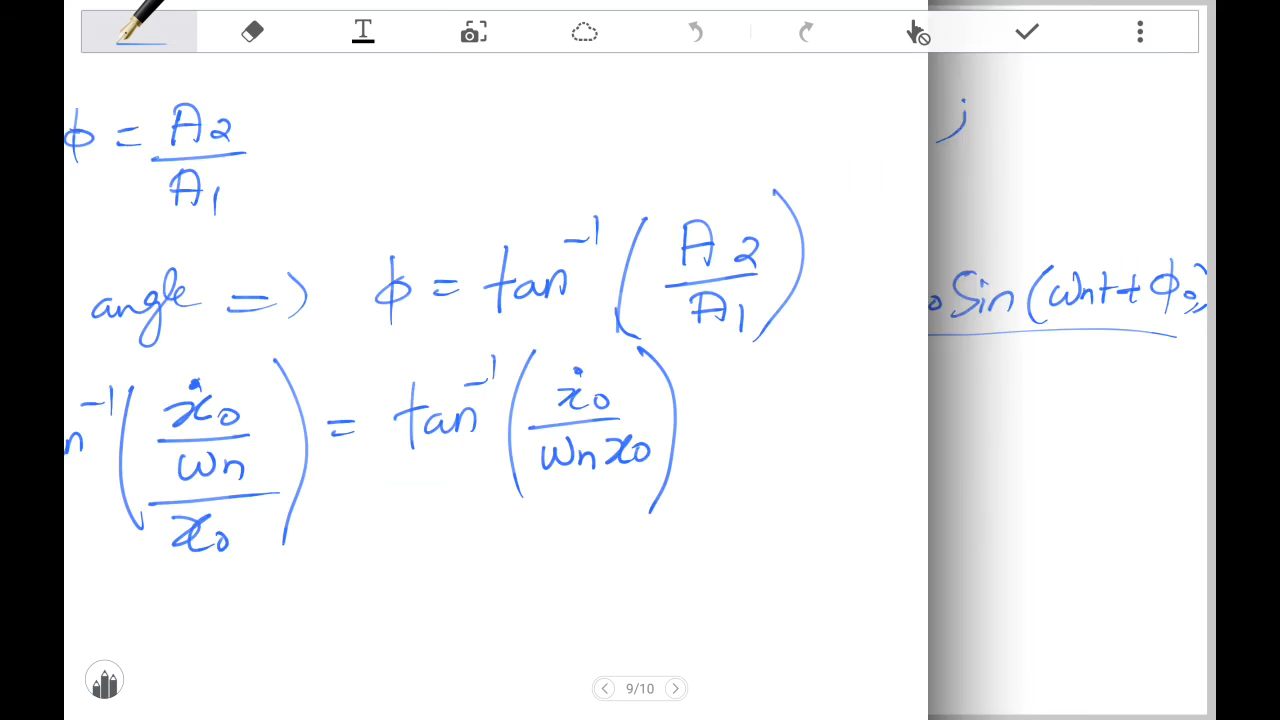 T
ϕ = A2/A1
j
angle => ϕ = tan^-1 (A2/A1)
0 Sin (ωnt + ϕ0)
n^-1 ((ẋ0/ωn)/x0) = tan^-1 (ẋ0/(ωn x0))
9/10